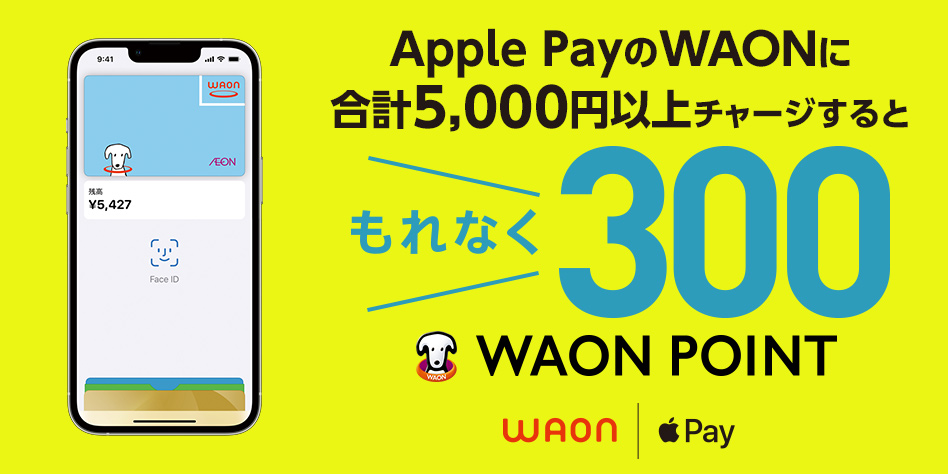 9:41
WAON
ÆON
残高
¥5,427
Face ID
Apple PayのWAONに
合計5,000円以上チャージすると
もれなく
300
WAON
WAON POINT
WAON
Pay